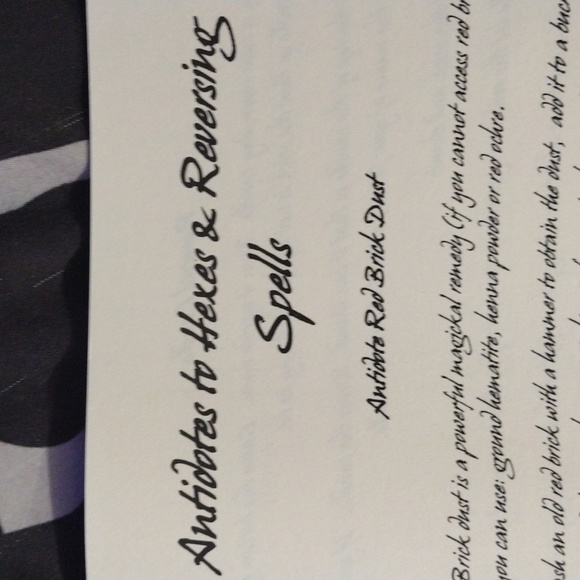 Antidotes to Hexes & Reversing
Spells
Antidote Red Brick Dust
Brick dust is a powerful magickal remedy (if you cannot access red
can use: ground hematite, henna powder or red ochre.
an old red brick with a hammer to obtain the dust, add it to a